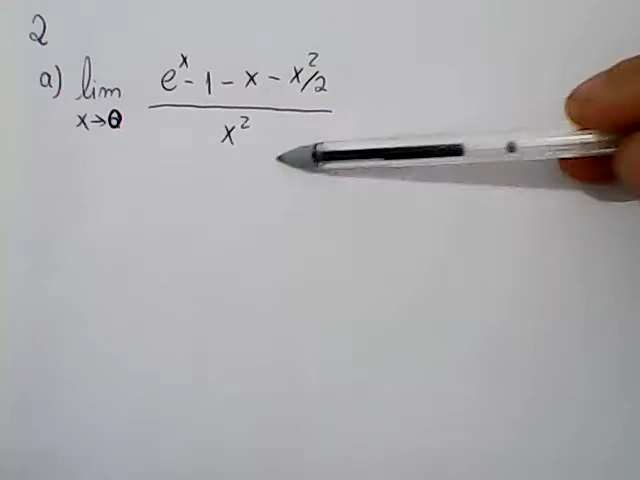 2
a) lim x→0 (e^x - 1 - x - x^2/2) / x^2